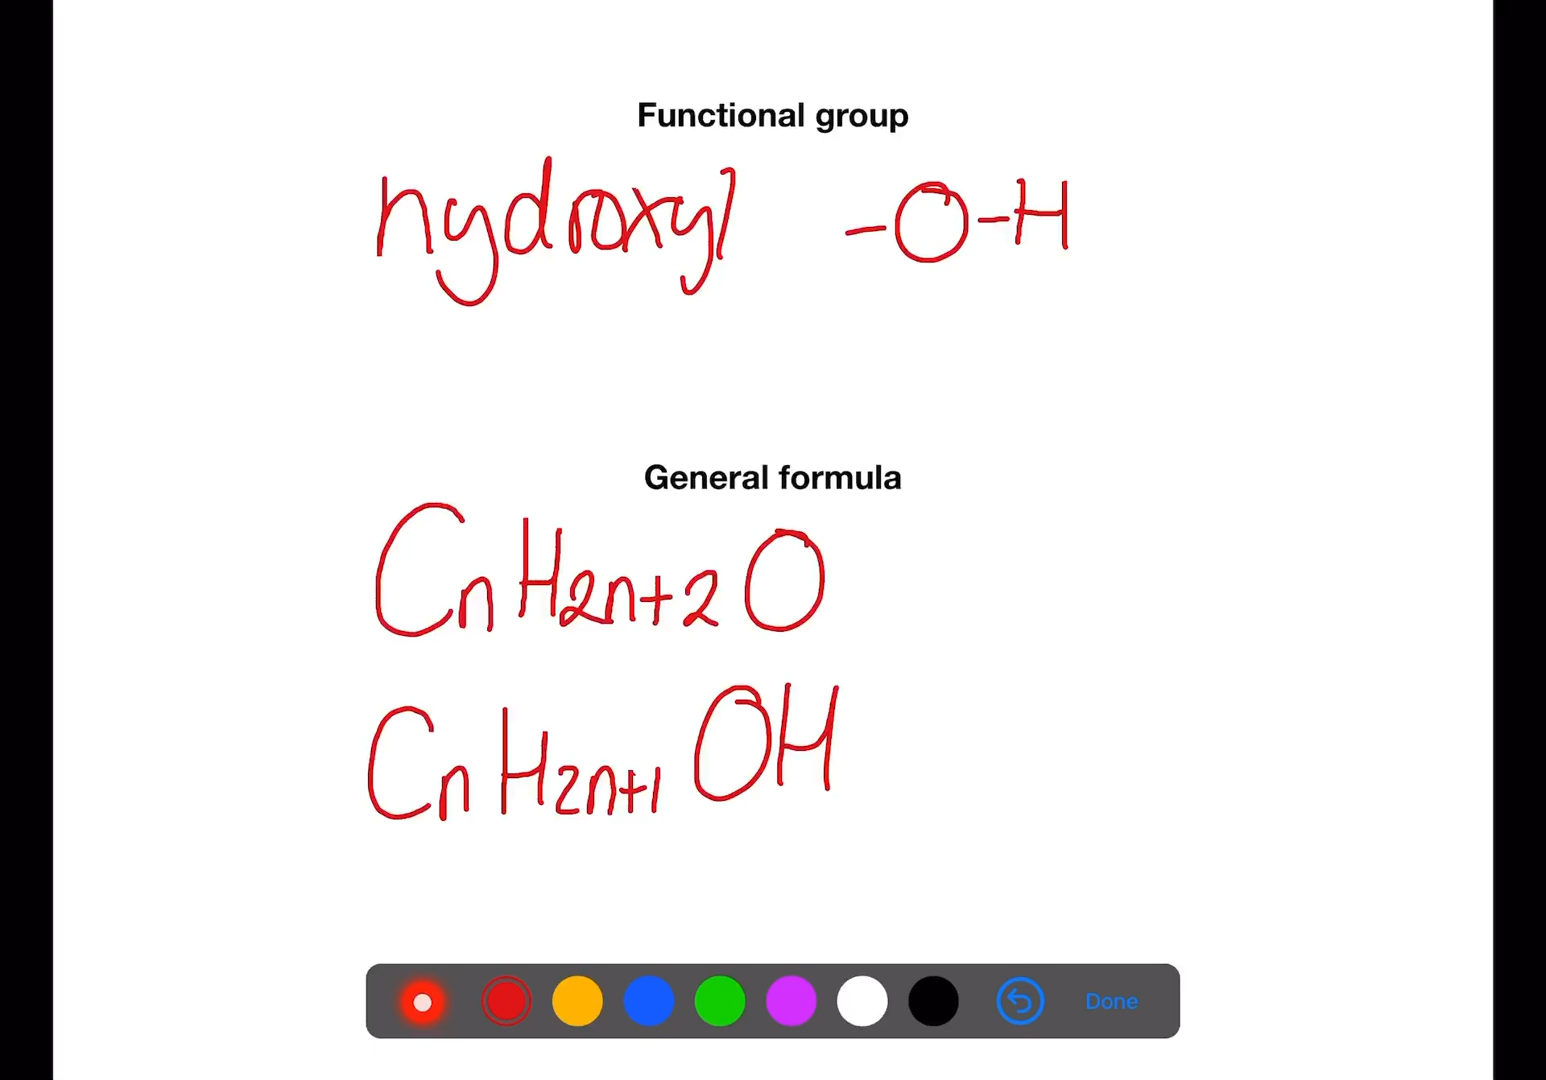 Functional group
hydroxyl -O-H
General formula
CnH2n+2O
CnH2n+1OH
Done